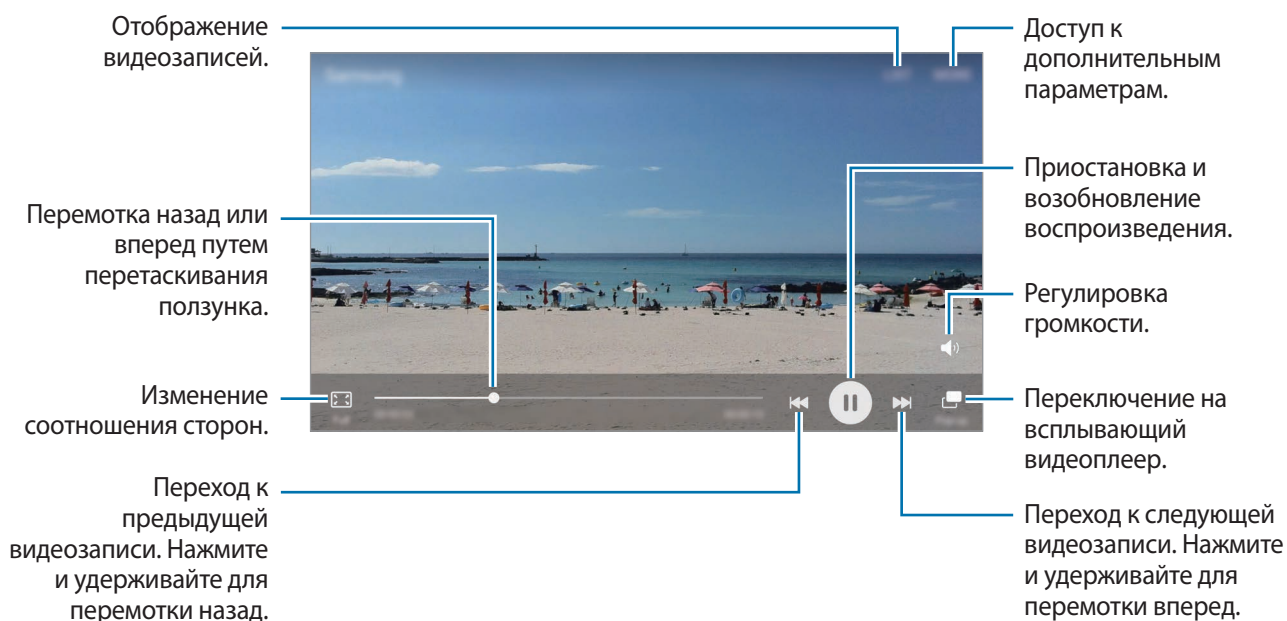 Отображение
видеозаписей.
Перемотка назад или
вперед путем
перетаскивания
ползунка.
Изменение
соотношения сторон.
Переход к
предыдущей
видеозаписи. Нажмите
и удерживайте для
перемотки назад.
Доступ к
дополнительным
параметрам.
Приостановка и
возобновление
воспроизведения.
Регулировка
громкости.
Переключение на
всплывающий
видеоплеер.
Переход к следующей
видеозаписи. Нажмите
и удерживайте для
перемотки вперед.